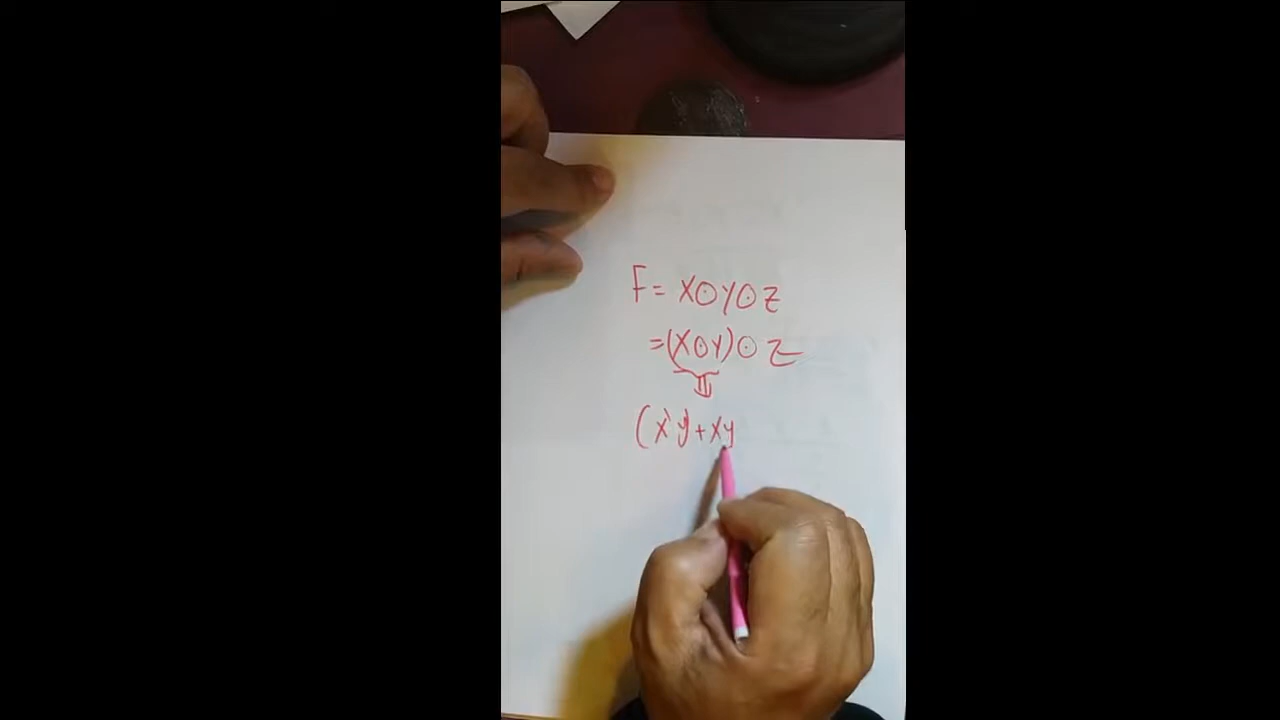 F = X⊙Y⊙Z
= (X⊙Y)⊙Z
(x'y' + xy